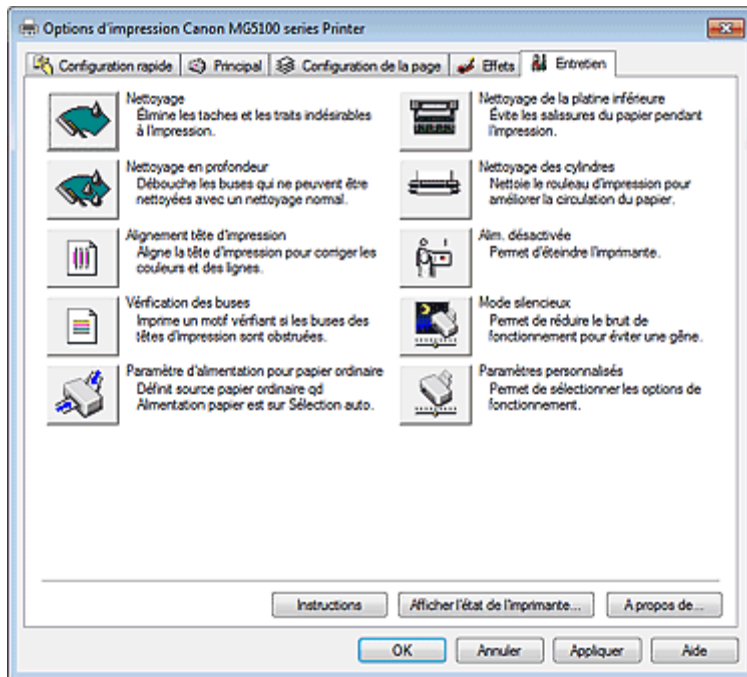 Options d'impression Canon MG5100 series Printer
Configuration rapide
Principal
Configuration de la page
Effets
Entretien
Nettoyage
Élimine les taches et les traits indésirables
à l'impression.
Nettoyage en profondeur
Débouche les buses qui ne peuvent être
nettoyées avec un nettoyage normal.
Alignement tête d'impression
Aligne la tête d'impression pour corriger les
couleurs et des lignes.
Vérification des buses
Imprime un motif vérfiant si les buses des
têtes d'impression sont obstruées.
Paramètre d'alimentation pour papier ordinaire
Définit source papier ordinaire qd
Alimentation papier est sur Sélection auto.
Nettoyage de la platine inférieure
Évite les salissures du papier pendant
l'impression.
Nettoyage des cylindres
Nettoie le rouleau d'impression pour
améliorer la circulation du papier.
Alim. désactivée
Permet d'éteindre l'imprimante.
Mode silencieux
Permet de réduire le bruit de
fonctionnement pour éviter une gêne.
Paramètres personnalisés
Permet de sélectionner les options de
fonctionnement.
Instructions
Afficher l'état de l'imprimante...
A propos de...
OK
Annuler
Appliquer
Aide